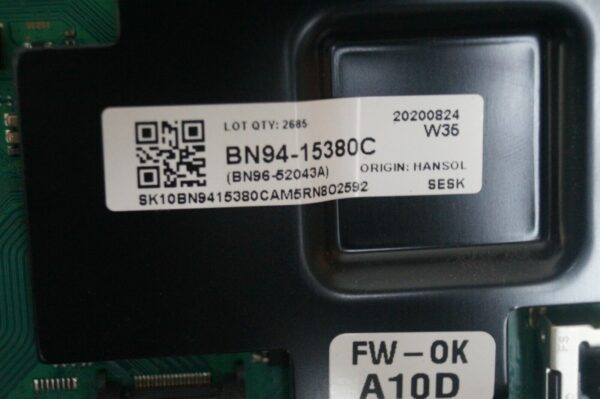 LOT QTY: 2685
20200824
W35
BN94-15380C
(BN96-52043A)
ORIGIN: HANSOL
SK10BN9415380CAM5RN802592
SESK
FW-OK
A10D